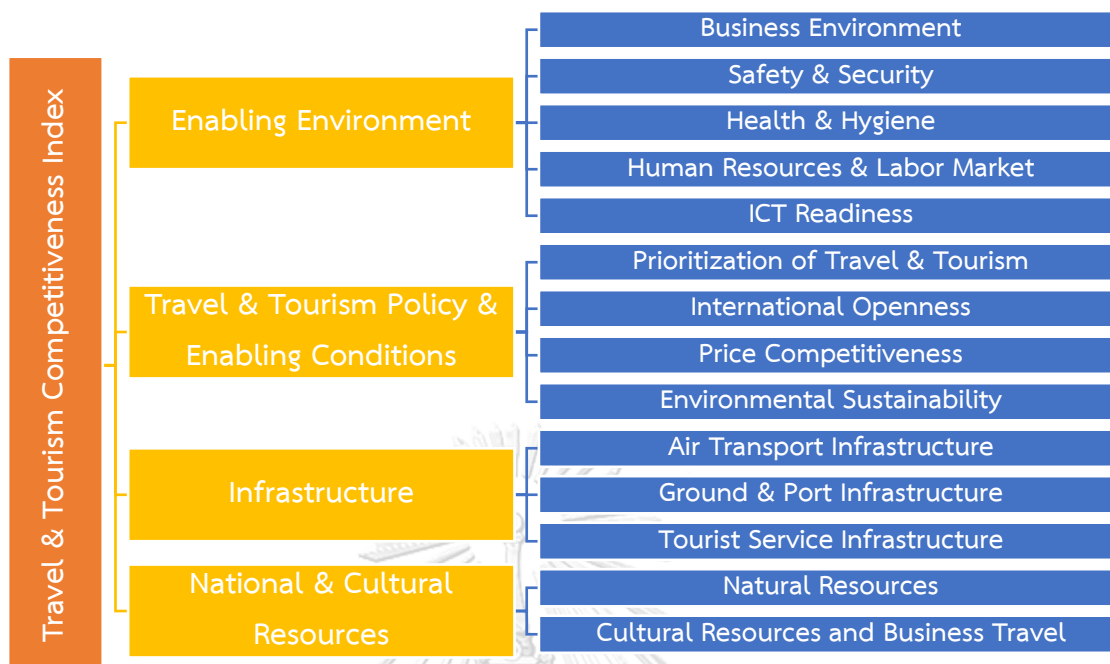 Travel & Tourism Competitiveness Index
Enabling Environment
Business Environment
Safety & Security
Health & Hygiene
Human Resources & Labor Market
ICT Readiness
Travel & Tourism Policy &
Enabling Conditions
Prioritization of Travel & Tourism
International Openness
Price Competitiveness
Environmental Sustainability
Infrastructure
Air Transport Infrastructure
Ground & Port Infrastructure
Tourist Service Infrastructure
National & Cultural
Resources
Natural Resources
Cultural Resources and Business Travel